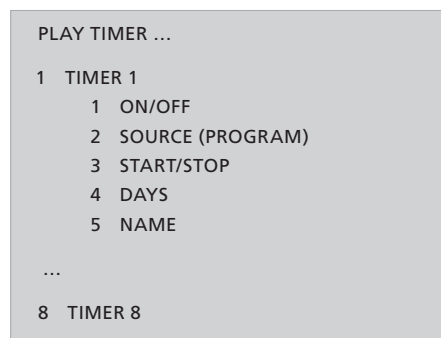 PLAY TIMER ...
1 TIMER 1
1 ON/OFF
2 SOURCE (PROGRAM)
3 START/STOP
4 DAYS
5 NAME
...
8 TIMER 8